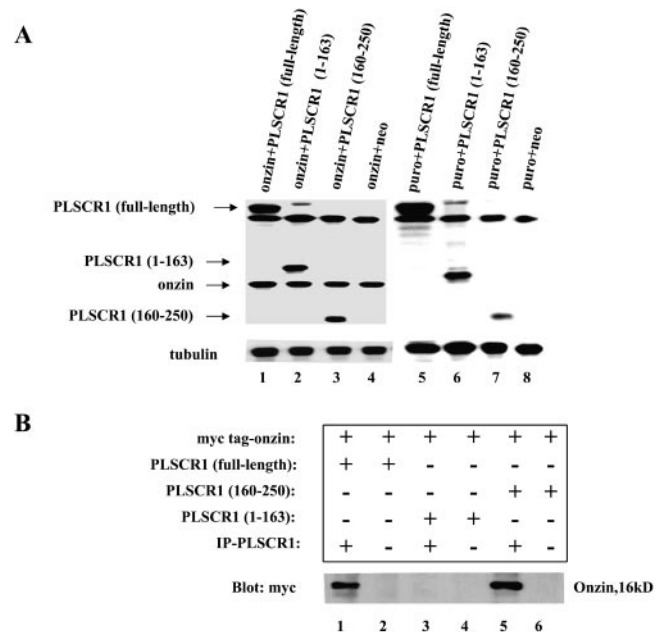 A
onzin+PLSCR1 (full-length)
onzin+PLSCR1 (1-163)
onzin+PLSCR1 (160-250)
onzin+neo
puro+PLSCR1 (full-length)
puro+PLSCR1 (1-163)
puro+PLSCR1 (160-250)
puro+neo
PLSCR1 (full-length)
PLSCR1 (1-163)
onzin
PLSCR1 (160-250)
tubulin
1 2 3 4 5 6 7 8
B
myc tag-onzin: + + + + + +
PLSCR1 (full-length): + + - - - -
PLSCR1 (160-250): - - - - + +
PLSCR1 (1-163): - - + + - -
IP-PLSCR1: + - + - + -
Blot: myc Onzin,16kD
1 2 3 4 5 6